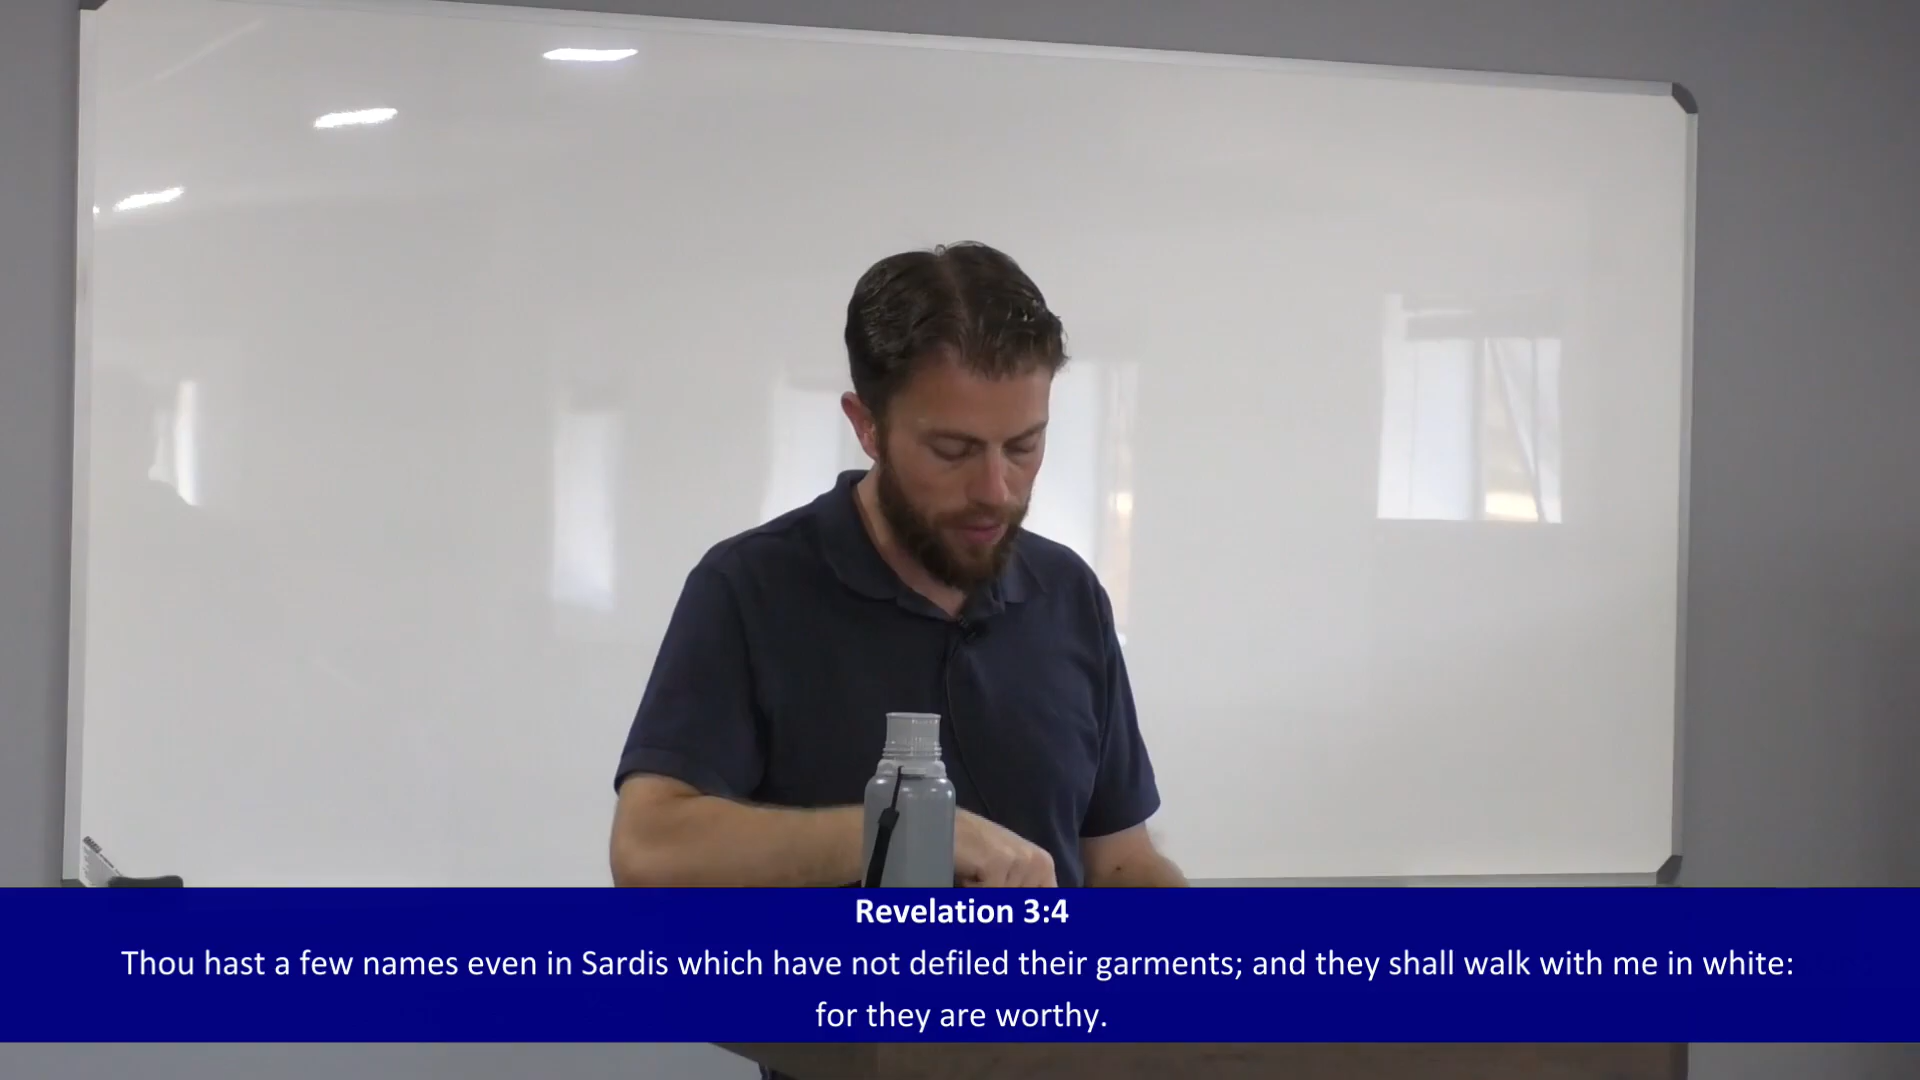 Revelation 3:4
Thou hast a few names even in Sardis which have not defiled their garments; and they shall walk with me in white:
for they are worthy.